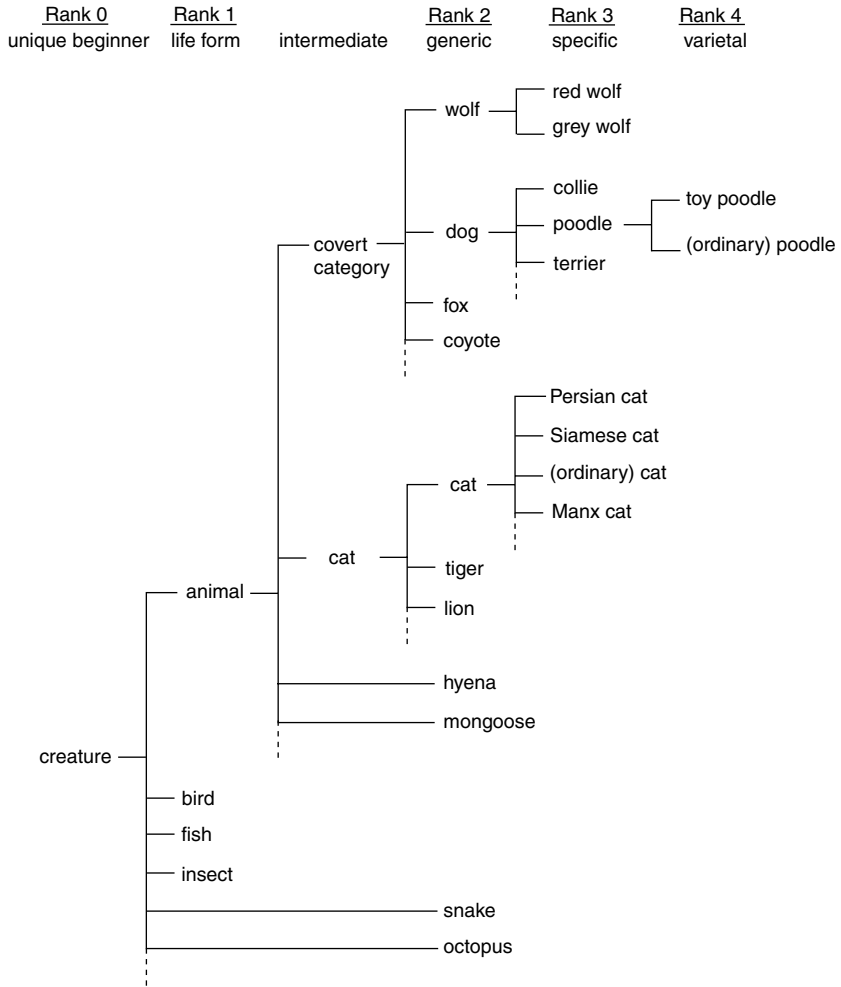 Rank 0 Rank 1 Rank 2 Rank 3 Rank 4
unique beginner life form intermediate generic specific varietal
red wolf
wolf
grey wolf
collie
toy poodle
poodle
dog
covert
category
(ordinary) poodle
terrier
fox
coyote
Persian cat
Siamese cat
(ordinary) cat
cat
Manx cat
cat
tiger
animal
lion
hyena
mongoose
creature
bird
fish
insect
snake
octopus